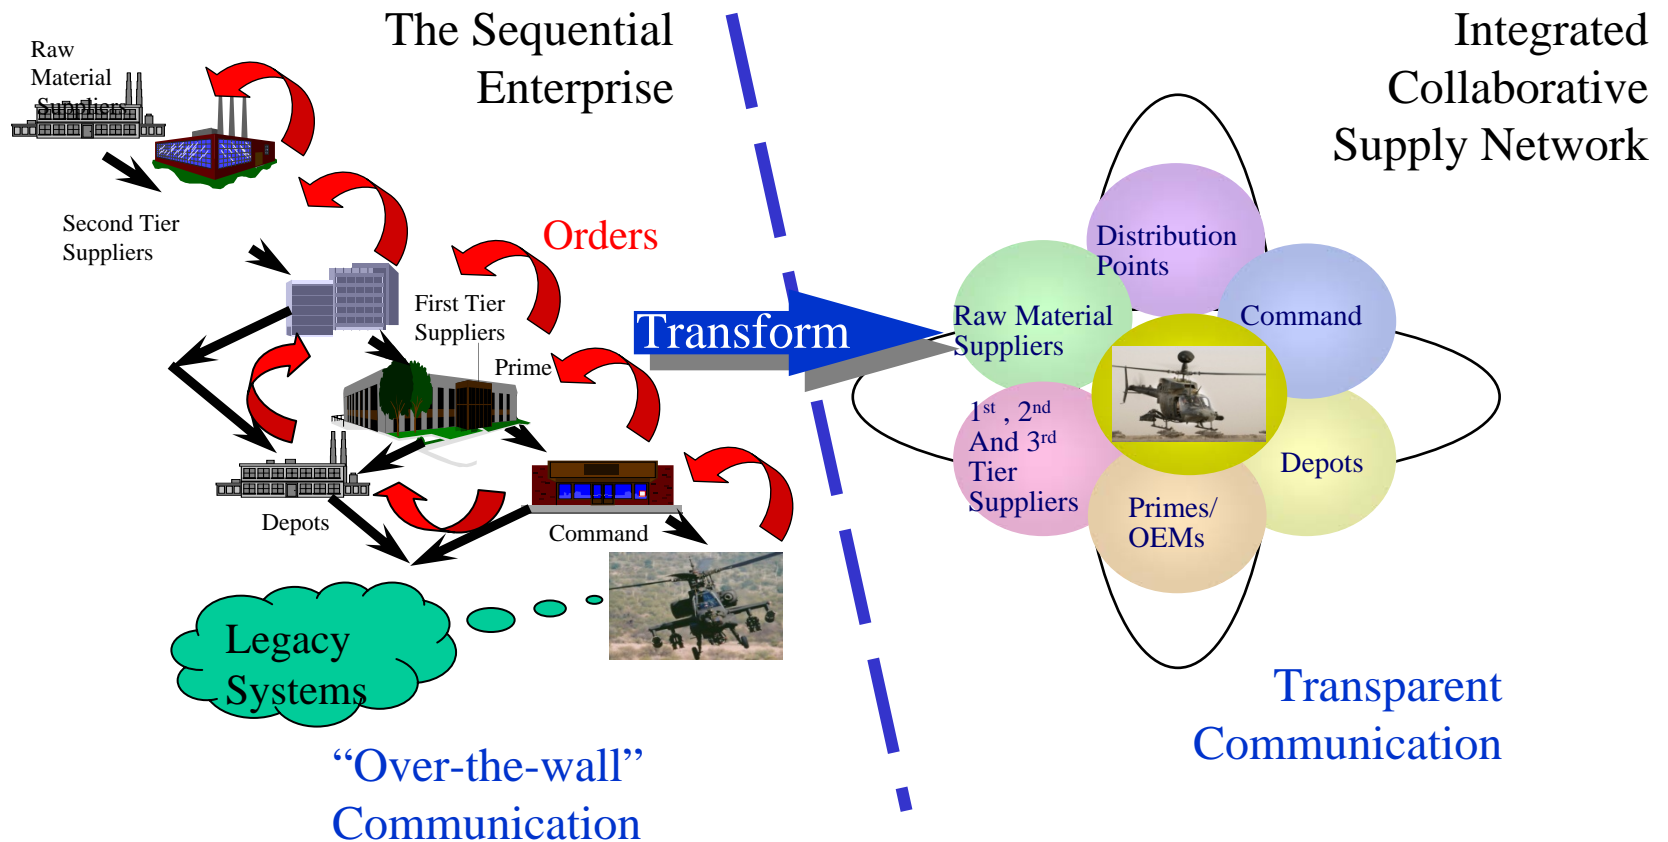 The Sequential
Enterprise
Raw
Material
Suppliers
Second Tier
Suppliers
Orders
First Tier
Suppliers
Prime
Depots
Command
Legacy
Systems
“Over-the-wall”
Communication
Transform
Integrated
Collaborative
Supply Network
Distribution
Points
Raw Material
Suppliers
Command
1st , 2nd
And 3rd
Tier
Suppliers
Depots
Primes/
OEMs
Transparent
Communication